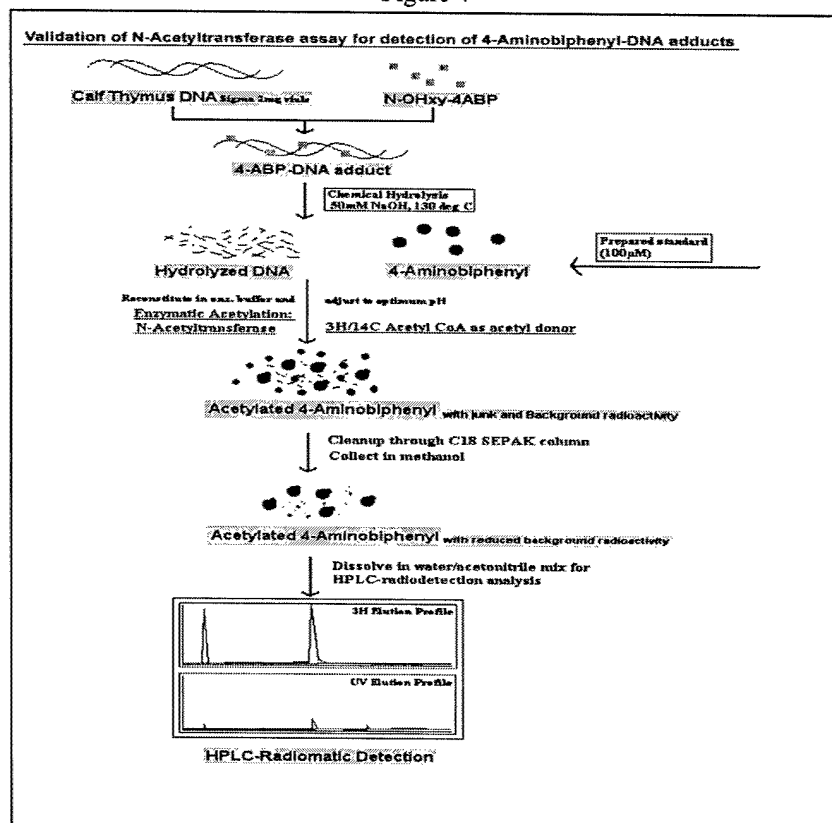 Validation of N-Acetyltransferase assay for detection of 4-Aminobiphenyl-DNA adducts
Calf Thymus DNA Sigma 2mg vials
N-OHxy-4ABP
4-ABP-DNA adduct
Chemical Hydrolysis
50mM NaOH, 130 deg C
Prepared standard
(100µM)
Hydrolyzed DNA
4-Aminobiphenyl
Reconstitute in enz. buffer and adjust to optimum pH
Enzymatic Acetylation:
N-Acetyltransferase
3H/14C Acetyl CoA as acetyl donor
Acetylated 4-Aminobiphenyl with junk and Background radioactivity
Cleanup through C18 SEPAK column
Collect in methanol
Acetylated 4-Aminobiphenyl with reduced background radioactivity
Dissolve in water/acetonitrile mix for
HPLC-radiodetection analysis
3H Elution Profile
UV Elution Profile
HPLC-Radiomatic Detection